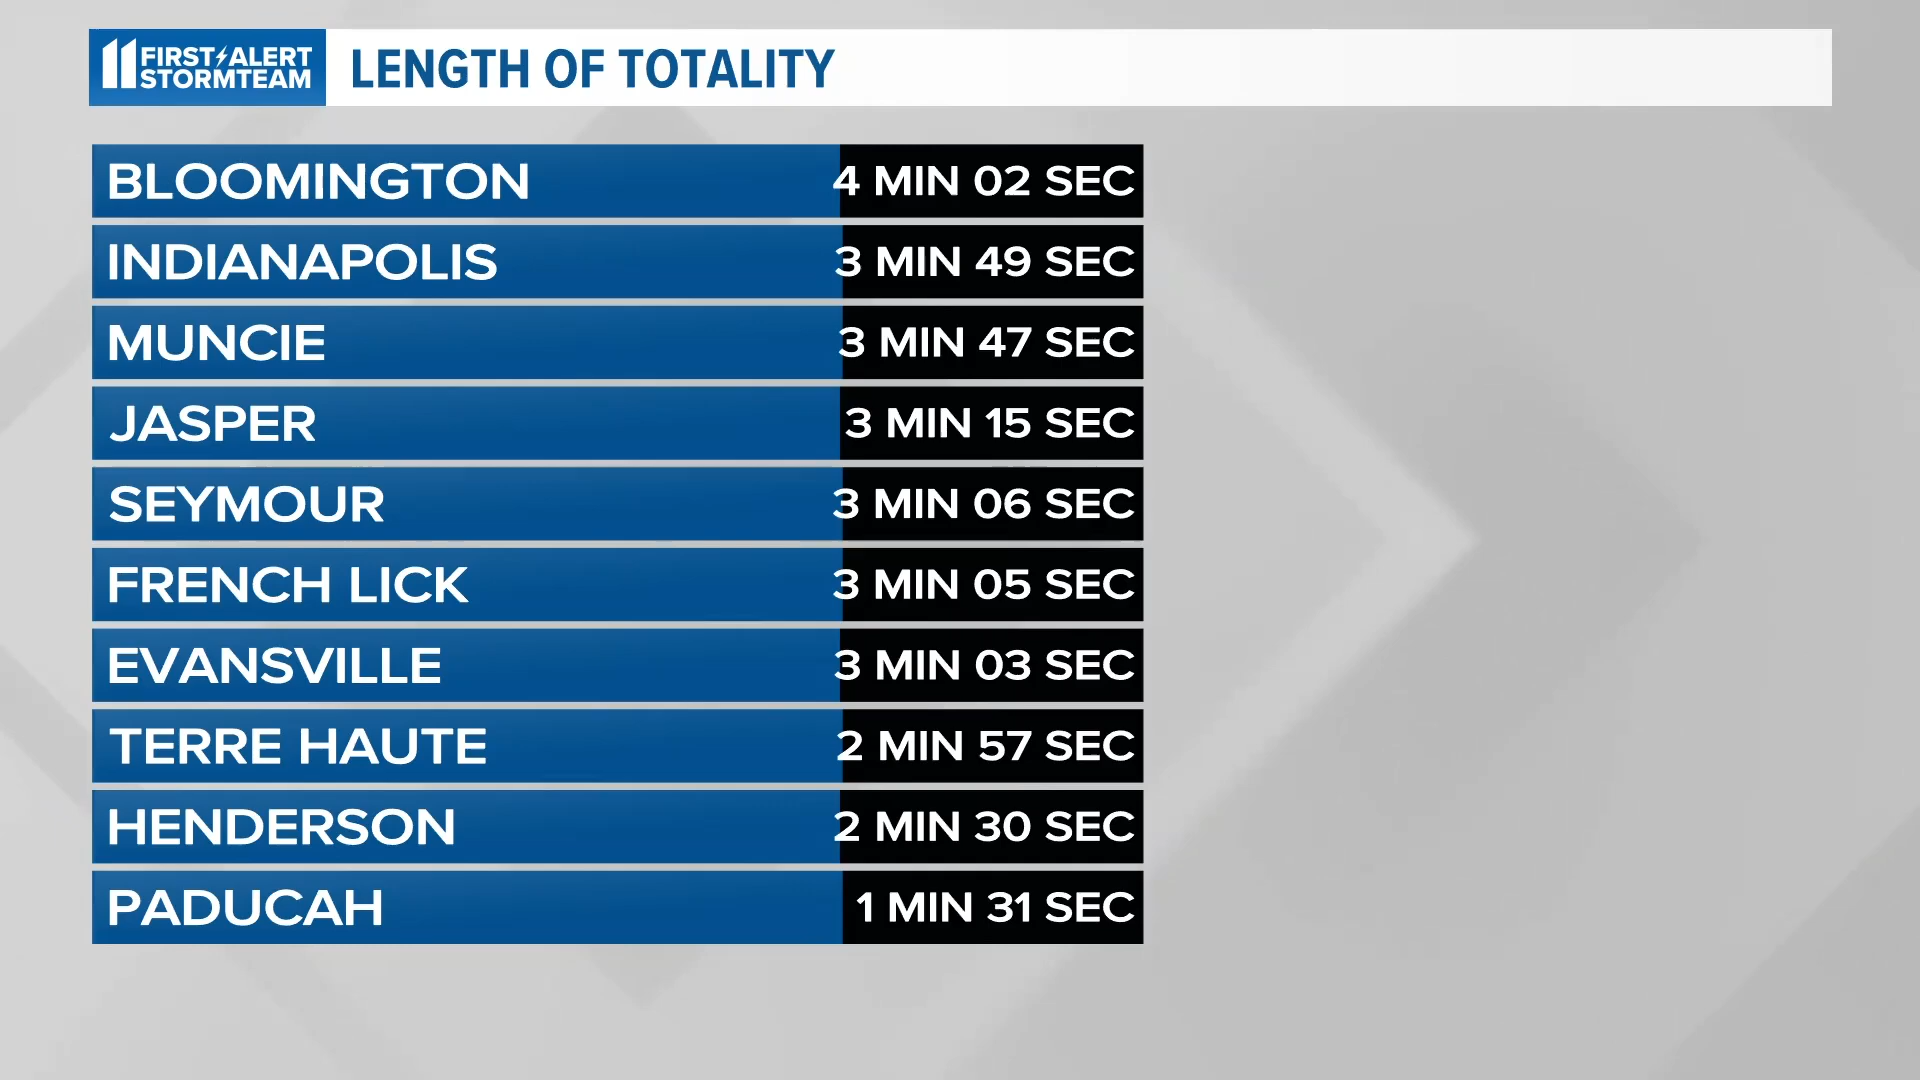 11 FIRST ALERT
STORMTEAM
LENGTH OF TOTALITY
BLOOMINGTON 4 MIN 02 SEC
INDIANAPOLIS 3 MIN 49 SEC
MUNCIE 3 MIN 47 SEC
JASPER 3 MIN 15 SEC
SEYMOUR 3 MIN 06 SEC
FRENCH LICK 3 MIN 05 SEC
EVANSVILLE 3 MIN 03 SEC
TERRE HAUTE 2 MIN 57 SEC
HENDERSON 2 MIN 30 SEC
PADUCAH 1 MIN 31 SEC